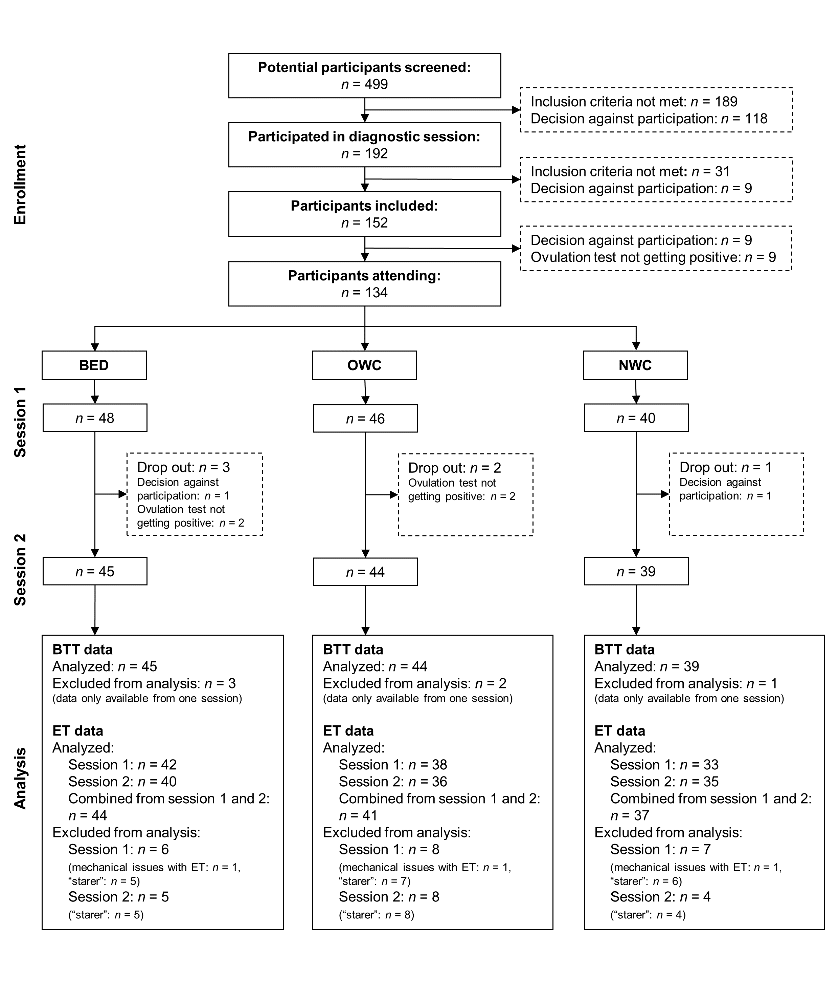 Potential participants screened:
n = 499
Inclusion criteria not met: n = 189
Decision against participation: n = 118
Participated in diagnostic session:
n = 192
Inclusion criteria not met: n = 31
Decision against participation: n = 9
Participants included:
n = 152
Decision against participation: n = 9
Ovulation test not getting positive: n = 9
Participants attending:
n = 134
Enrollment
BED
OWC
NWC
Session 1
n = 48
n = 46
n = 40
Drop out: n = 3
Decision against
participation: n = 1
Ovulation test not
getting positive: n = 2
Drop out: n = 2
Ovulation test not
getting positive: n = 2
Drop out: n = 1
Decision against
participation: n = 1
Session 2
n = 45
n = 44
n = 39
Analysis
BTT data
Analyzed: n = 45
Excluded from analysis: n = 3
(data only available from one session)
ET data
Analyzed:
Session 1: n = 42
Session 2: n = 40
Combined from session 1 and 2:
n = 44
Excluded from analysis:
Session 1: n = 6
(mechanical issues with ET: n = 1,
“starer”: n = 5)
Session 2: n = 5
(“starer”: n = 5)
BTT data
Analyzed: n = 44
Excluded from analysis: n = 2
(data only available from one session)
ET data
Analyzed:
Session 1: n = 38
Session 2: n = 36
Combined from session 1 and 2:
n = 41
Excluded from analysis:
Session 1: n = 8
(mechanical issues with ET: n = 1,
“starer”: n = 7)
Session 2: n = 8
(“starer”: n = 8)
BTT data
Analyzed: n = 39
Excluded from analysis: n = 1
(data only available from one session)
ET data
Analyzed:
Session 1: n = 33
Session 2: n = 35
Combined from session 1 and 2:
n = 37
Excluded from analysis:
Session 1: n = 7
(mechanical issues with ET: n = 1,
“starer”: n = 6)
Session 2: n = 4
(“starer”: n = 4)